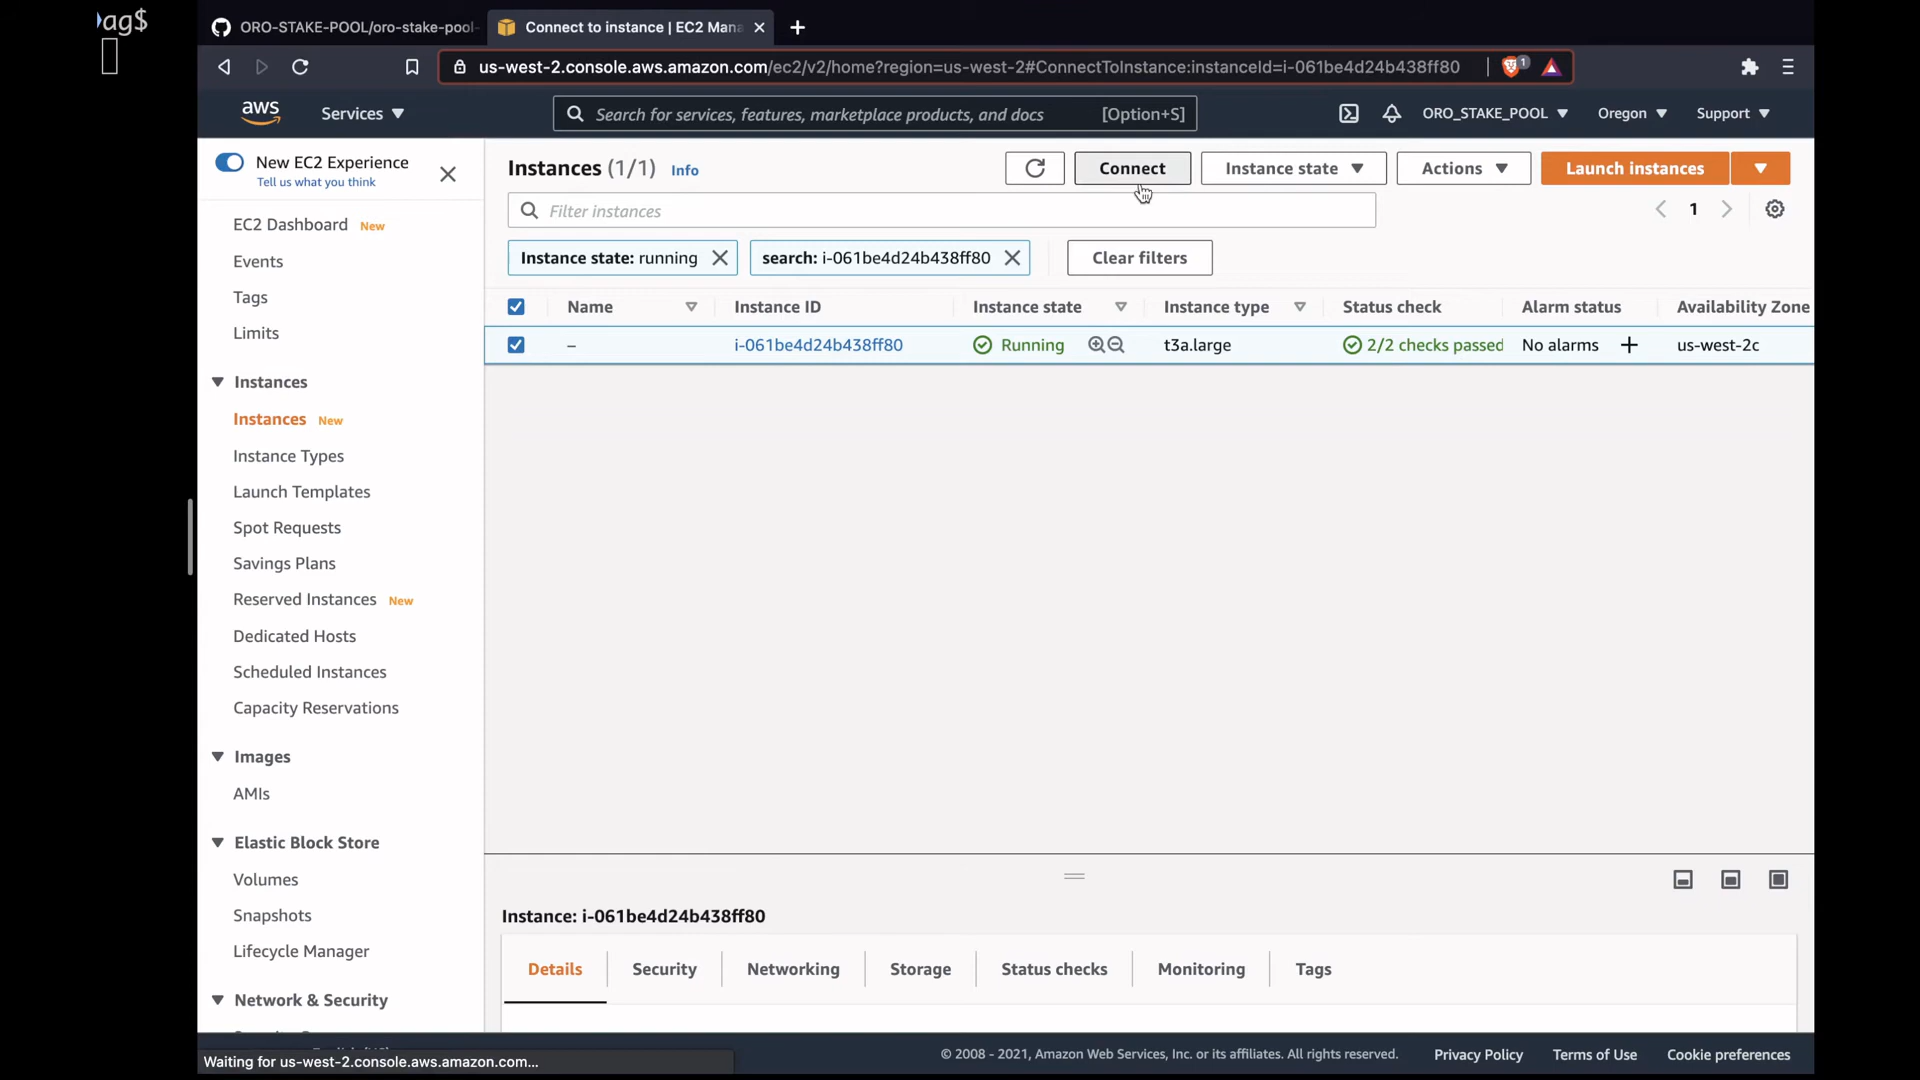 ag$
ORO-STAKE-POOL/oro-stake-pool-
Connect to instance | EC2 Mana
us-west-2.console.aws.amazon.com/ec2/v2/home?region=us-west-2#ConnectToInstance:instanceId=i-061be4d24b438ff80
1
aws
Services
Search for services, features, marketplace products, and docs
[Option+S]
ORO_STAKE_POOL
Oregon
Support
New EC2 Experience
Tell us what you think
EC2 Dashboard New
Events
Tags
Limits
Instances
Instances New
Instance Types
Launch Templates
Spot Requests
Savings Plans
Reserved Instances New
Dedicated Hosts
Scheduled Instances
Capacity Reservations
Images
AMIs
Elastic Block Store
Volumes
Snapshots
Lifecycle Manager
Network & Security
Instances (1/1) Info
Connect
Instance state
Actions
Launch instances
Filter instances
1
Instance state: running
search: i-061be4d24b438ff80
Clear filters
Name Instance ID Instance state Instance type Status check Alarm status Availability Zone
– i-061be4d24b438ff80 Running t3a.large 2/2 checks passed No alarms + us-west-2c
Instance: i-061be4d24b438ff80
Details Security Networking Storage Status checks Monitoring Tags
Waiting for us-west-2.console.aws.amazon.com...
© 2008 - 2021, Amazon Web Services, Inc. or its affiliates. All rights reserved. Privacy Policy Terms of Use Cookie preferences